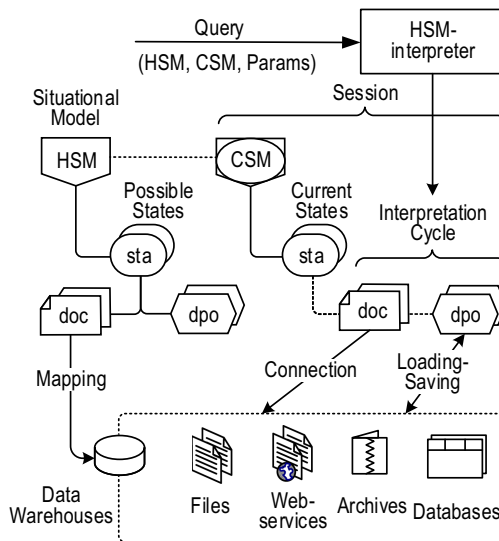 Query
(HSM, CSM, Params)
HSM-
interpreter
Situational
Model
Session
HSM
CSM
Possible
States
Current
States
Interpretation
Cycle
sta
sta
doc
dpo
doc
dpo
Mapping
Connection
Loading-
Saving
Data
Warehouses
Files
Web-
services
Archives
Databases